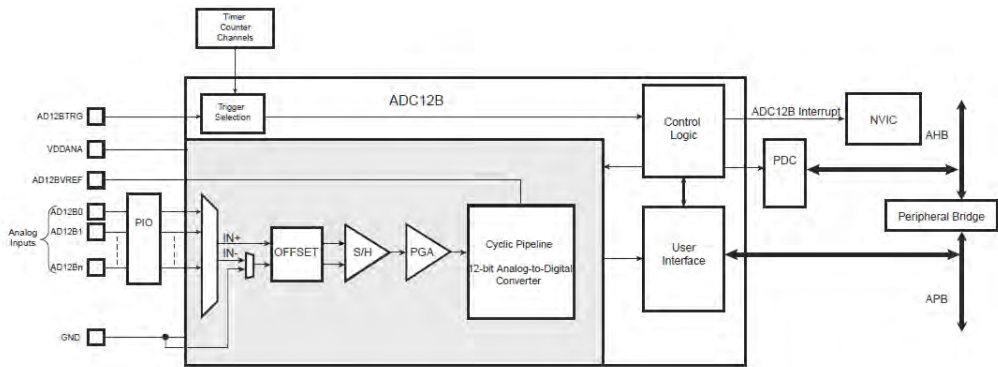 Timer
Counter
Channels
ADC12B
AD12BTRG
Trigger
Selection
Control
Logic
ADC12B Interrupt
NVIC
AHB
VDDANA
PDC
AD12BVREF
Analog
Inputs
AD12B0
AD12B1
AD12Bn
PIO
IN+
IN-
OFFSET
S/H
PGA
Cyclic Pipeline
12-bit Analog-to-Digital
Converter
User
Interface
Peripheral Bridge
APB
GND